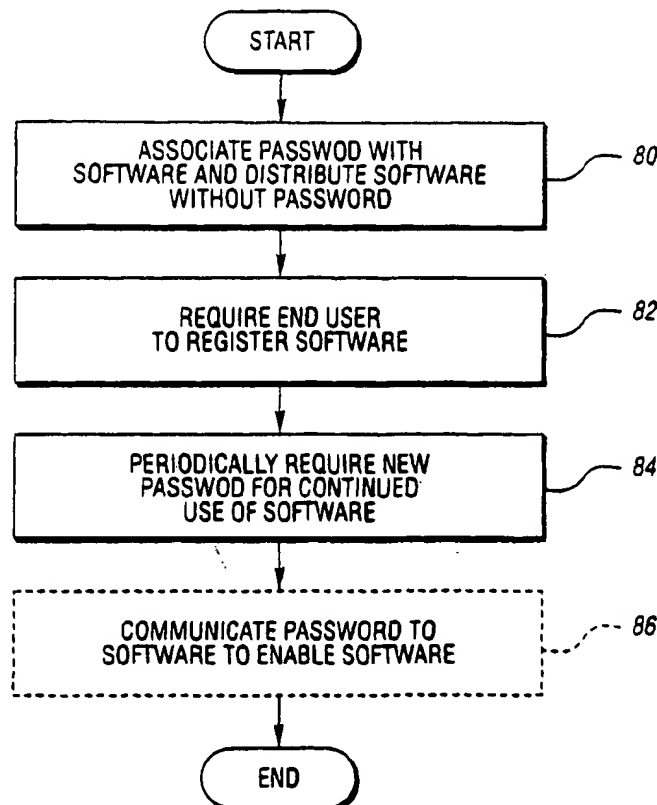 START
ASSOCIATE PASSWOD WITH
SOFTWARE AND DISTRIBUTE SOFTWARE
WITHOUT PASSWORD
80
REQUIRE END USER
TO REGISTER SOFTWARE
82
PERIODICALLY REQUIRE NEW
PASSWOD FOR CONTINUED
USE OF SOFTWARE
84
COMMUNICATE PASSWORD TO
SOFTWARE TO ENABLE SOFTWARE
86
END